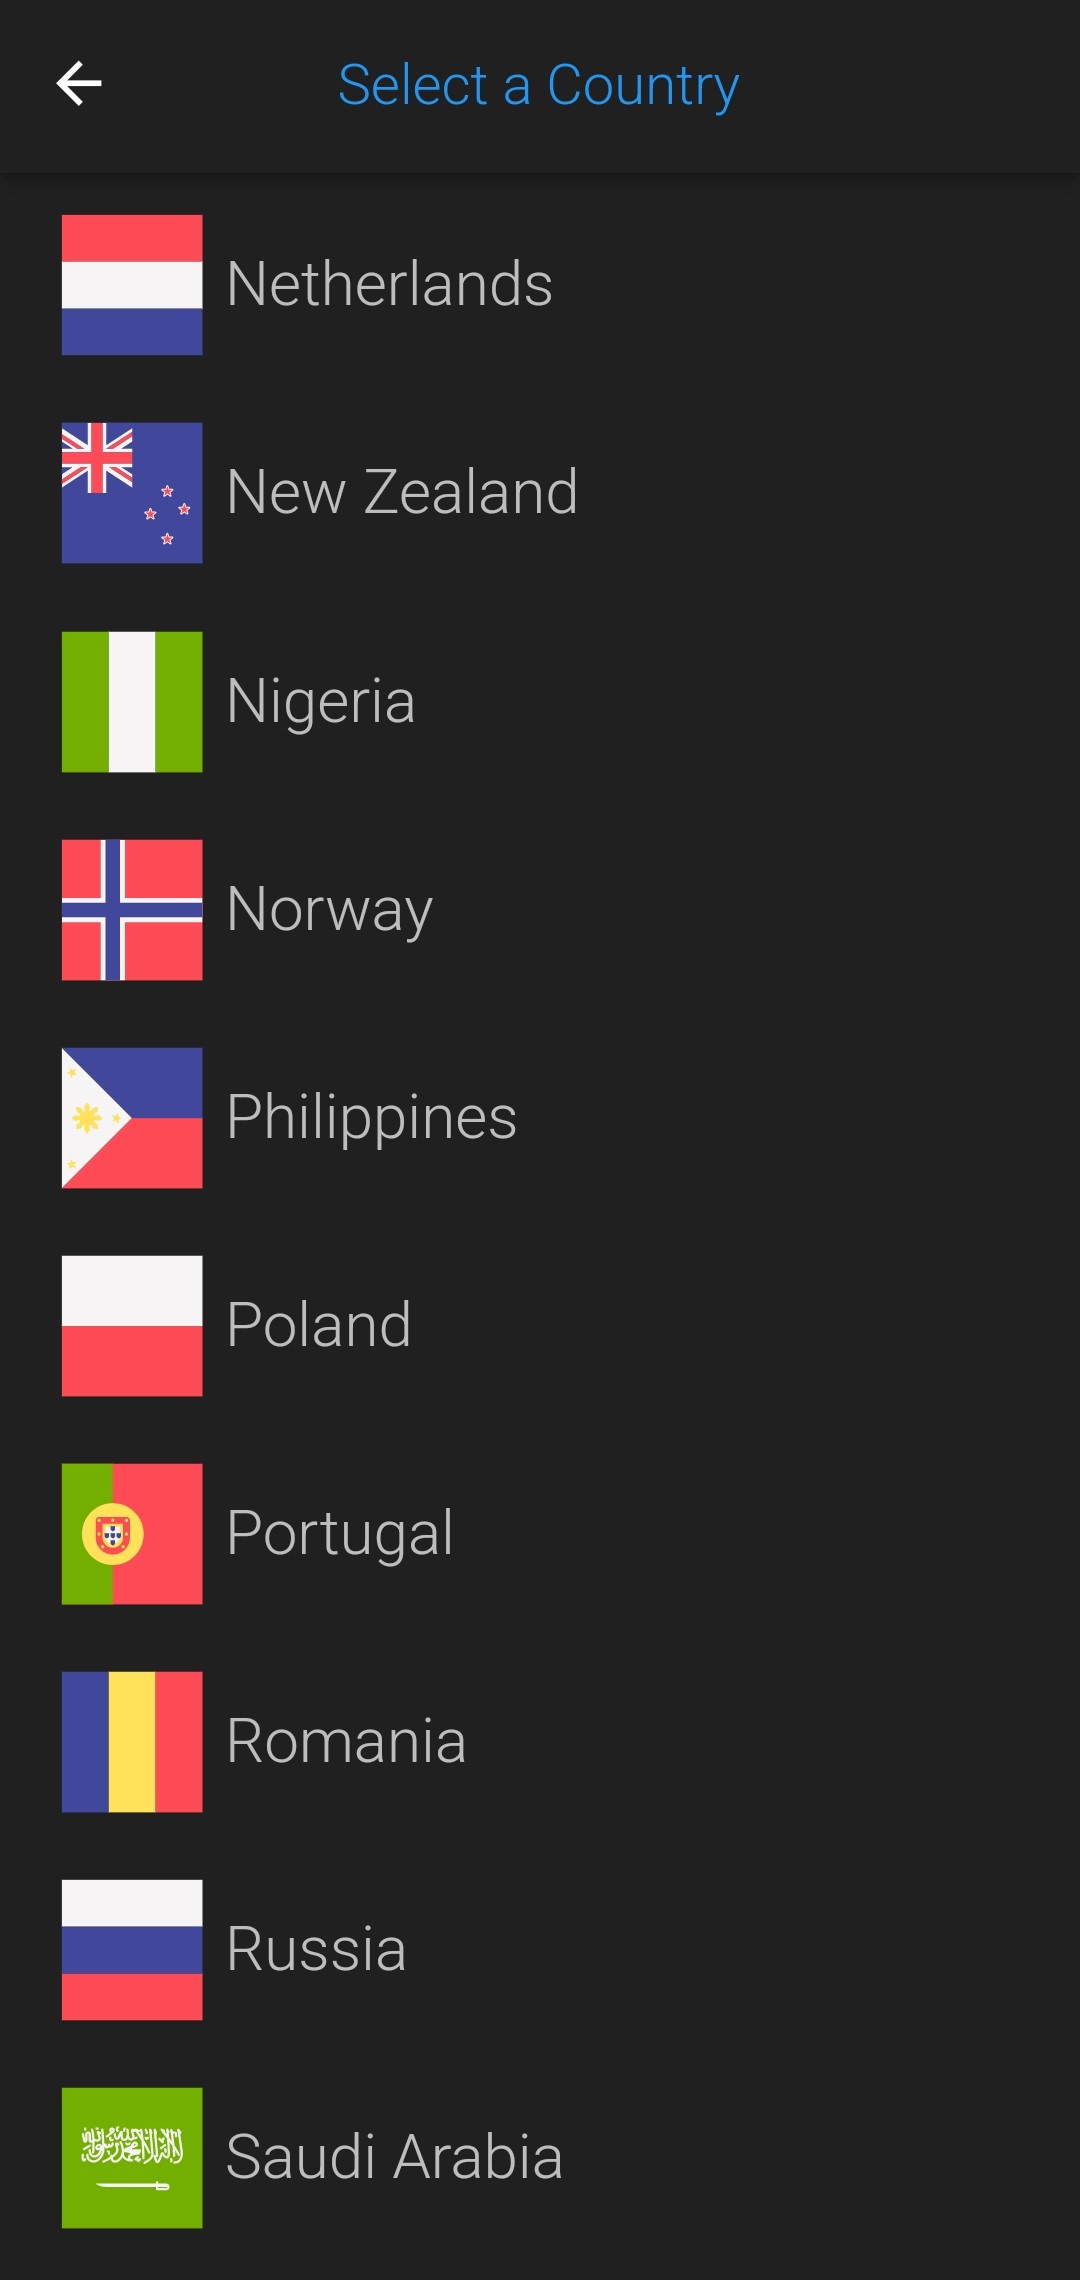 Select a Country
Netherlands
New Zealand
Nigeria
Norway
Philippines
Poland
Portugal
Romania
Russia
Saudi Arabia